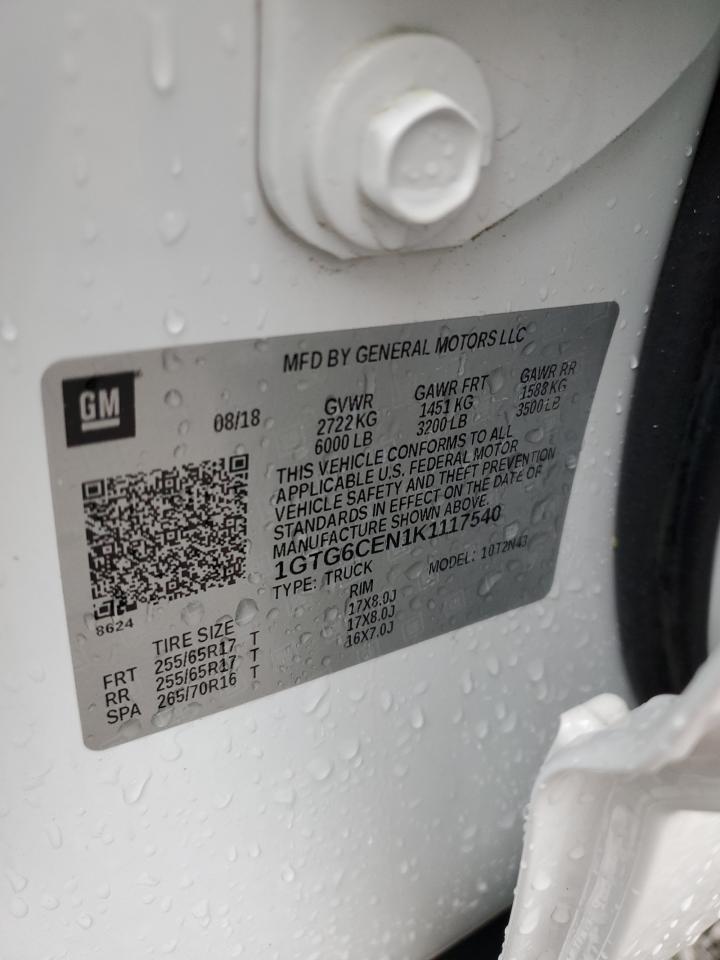 MFD BY GENERAL MOTORS LLC
GM
08/18
GVWR
2722 KG
6000 LB
GAWR FRT
1451 KG
3200 LB
GAWR RR
1588 KG
3500 LB
THIS VEHICLE CONFORMS TO ALL
APPLICABLE U.S. FEDERAL MOTOR
VEHICLE SAFETY AND THEFT PREVENTION
STANDARDS IN EFFECT ON THE DATE OF
MANUFACTURE SHOWN ABOVE.
1GTG6CEN1K1117540
TYPE: TRUCK
MODEL: 10T2N43
8624
TIRE SIZE
RIM
FRT 255/65R17 T 17X8.0J
RR 255/65R17 T 17X8.0J
SPA 265/70R16 T 16X7.0J